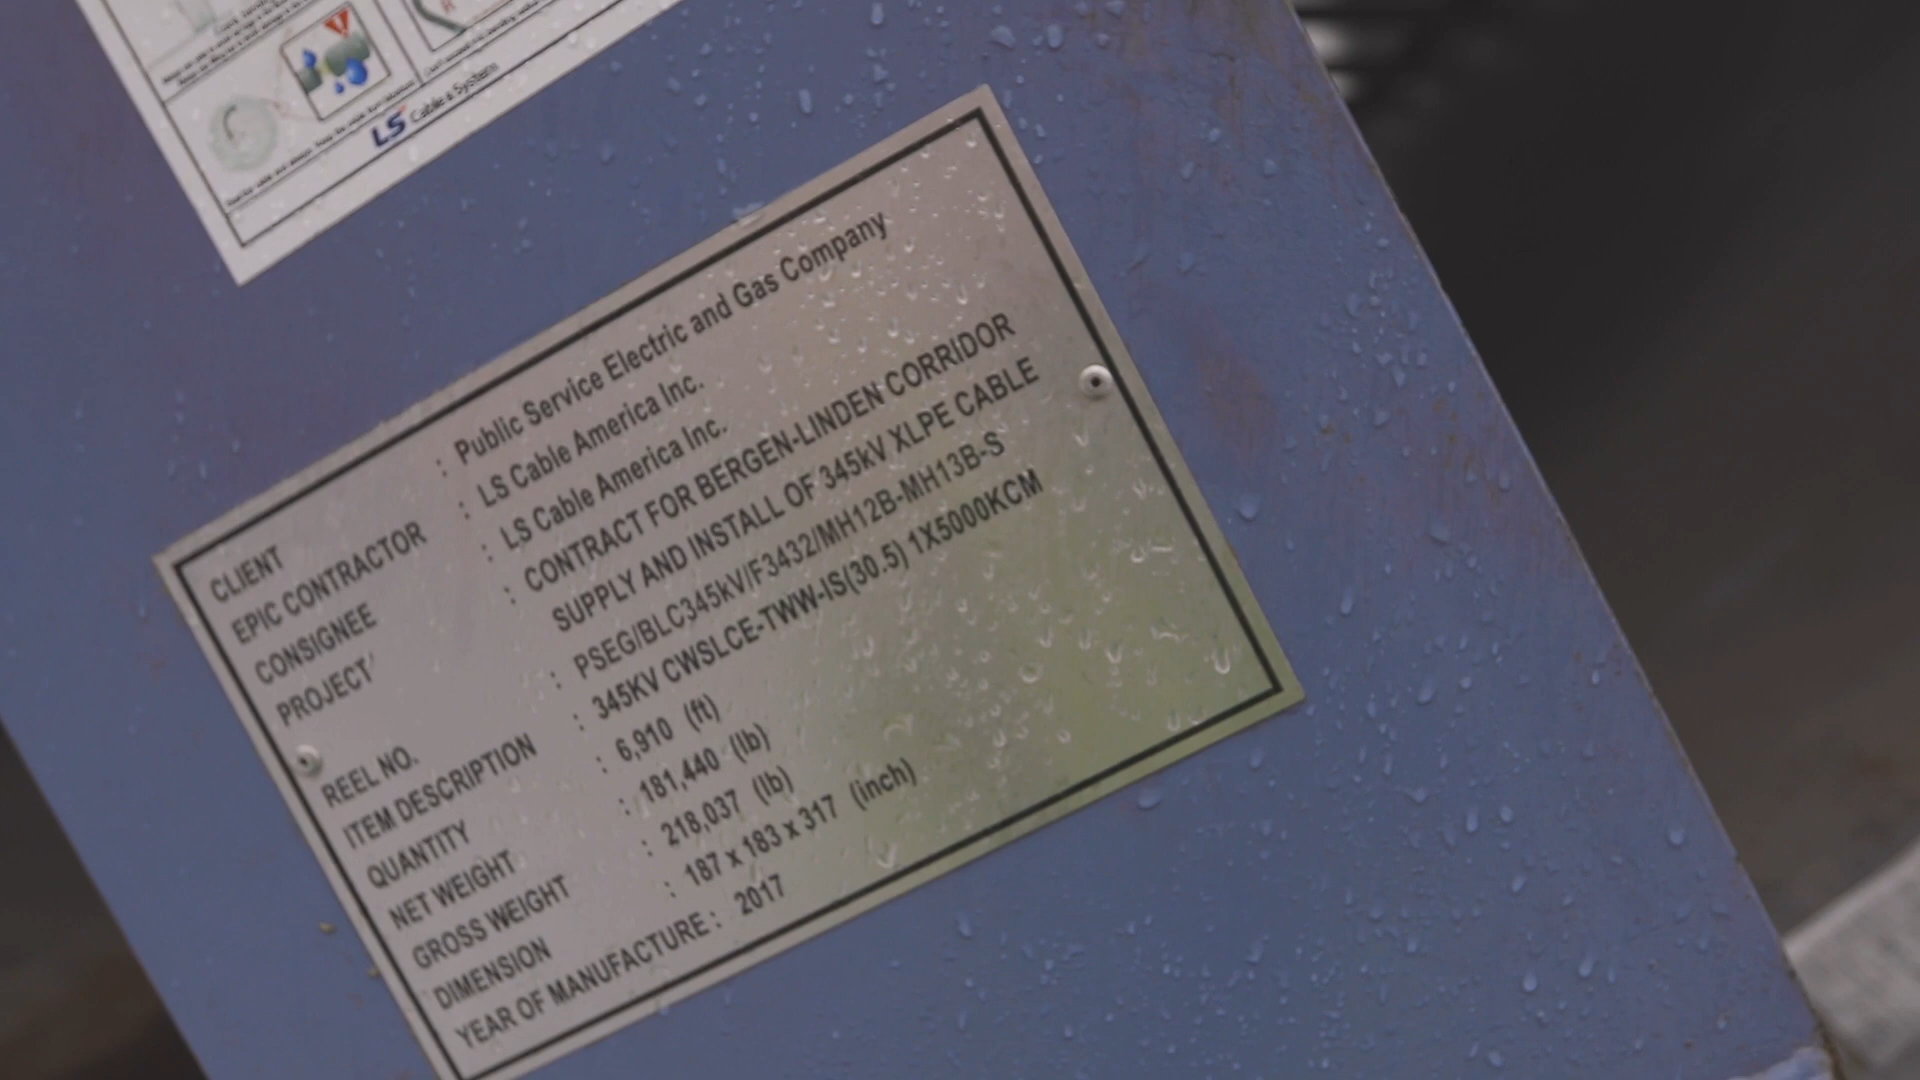 LS Cable & System
CLIENT : Public Service Electric and Gas Company
EPIC CONTRACTOR : LS Cable America Inc.
CONSIGNEE : LS Cable America Inc.
PROJECT : CONTRACT FOR BERGEN-LINDEN CORRIDOR
SUPPLY AND INSTALL OF 345kV XLPE CABLE
REEL NO. : PSEG/BLC345kV/F3432/MH12B-MH13B-S
ITEM DESCRIPTION : 345KV CWSLCE-TWW-IS(30.5) 1X5000KCM
QUANTITY : 6,910 (ft)
NET WEIGHT : 181,440 (lb)
GROSS WEIGHT : 218,037 (lb)
DIMENSION : 187 x 183 x 317 (inch)
YEAR OF MANUFACTURE : 2017